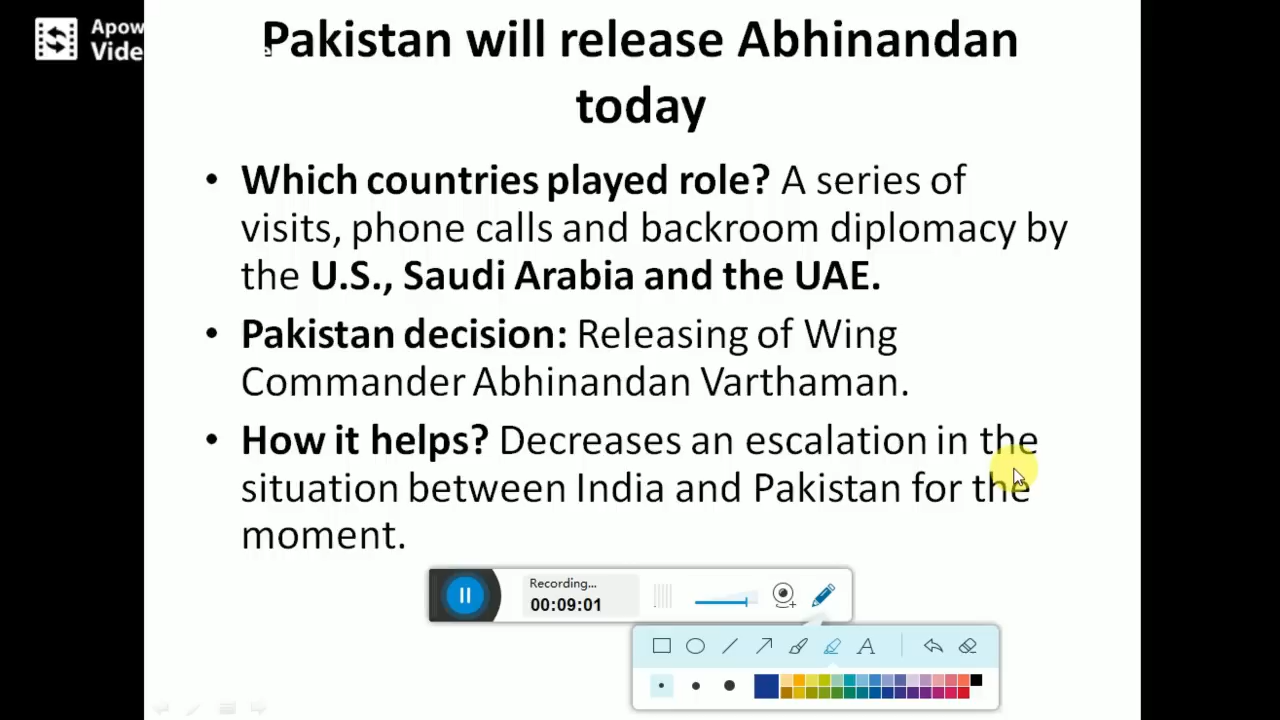 Apow
Vide
Pakistan will release Abhinandan
today
• Which countries played role? A series of
visits, phone calls and backroom diplomacy by
the U.S., Saudi Arabia and the UAE.
• Pakistan decision: Releasing of Wing
Commander Abhinandan Varthaman.
• How it helps? Decreases an escalation in the
situation between India and Pakistan for the
moment.
Recording...
00:09:01
A